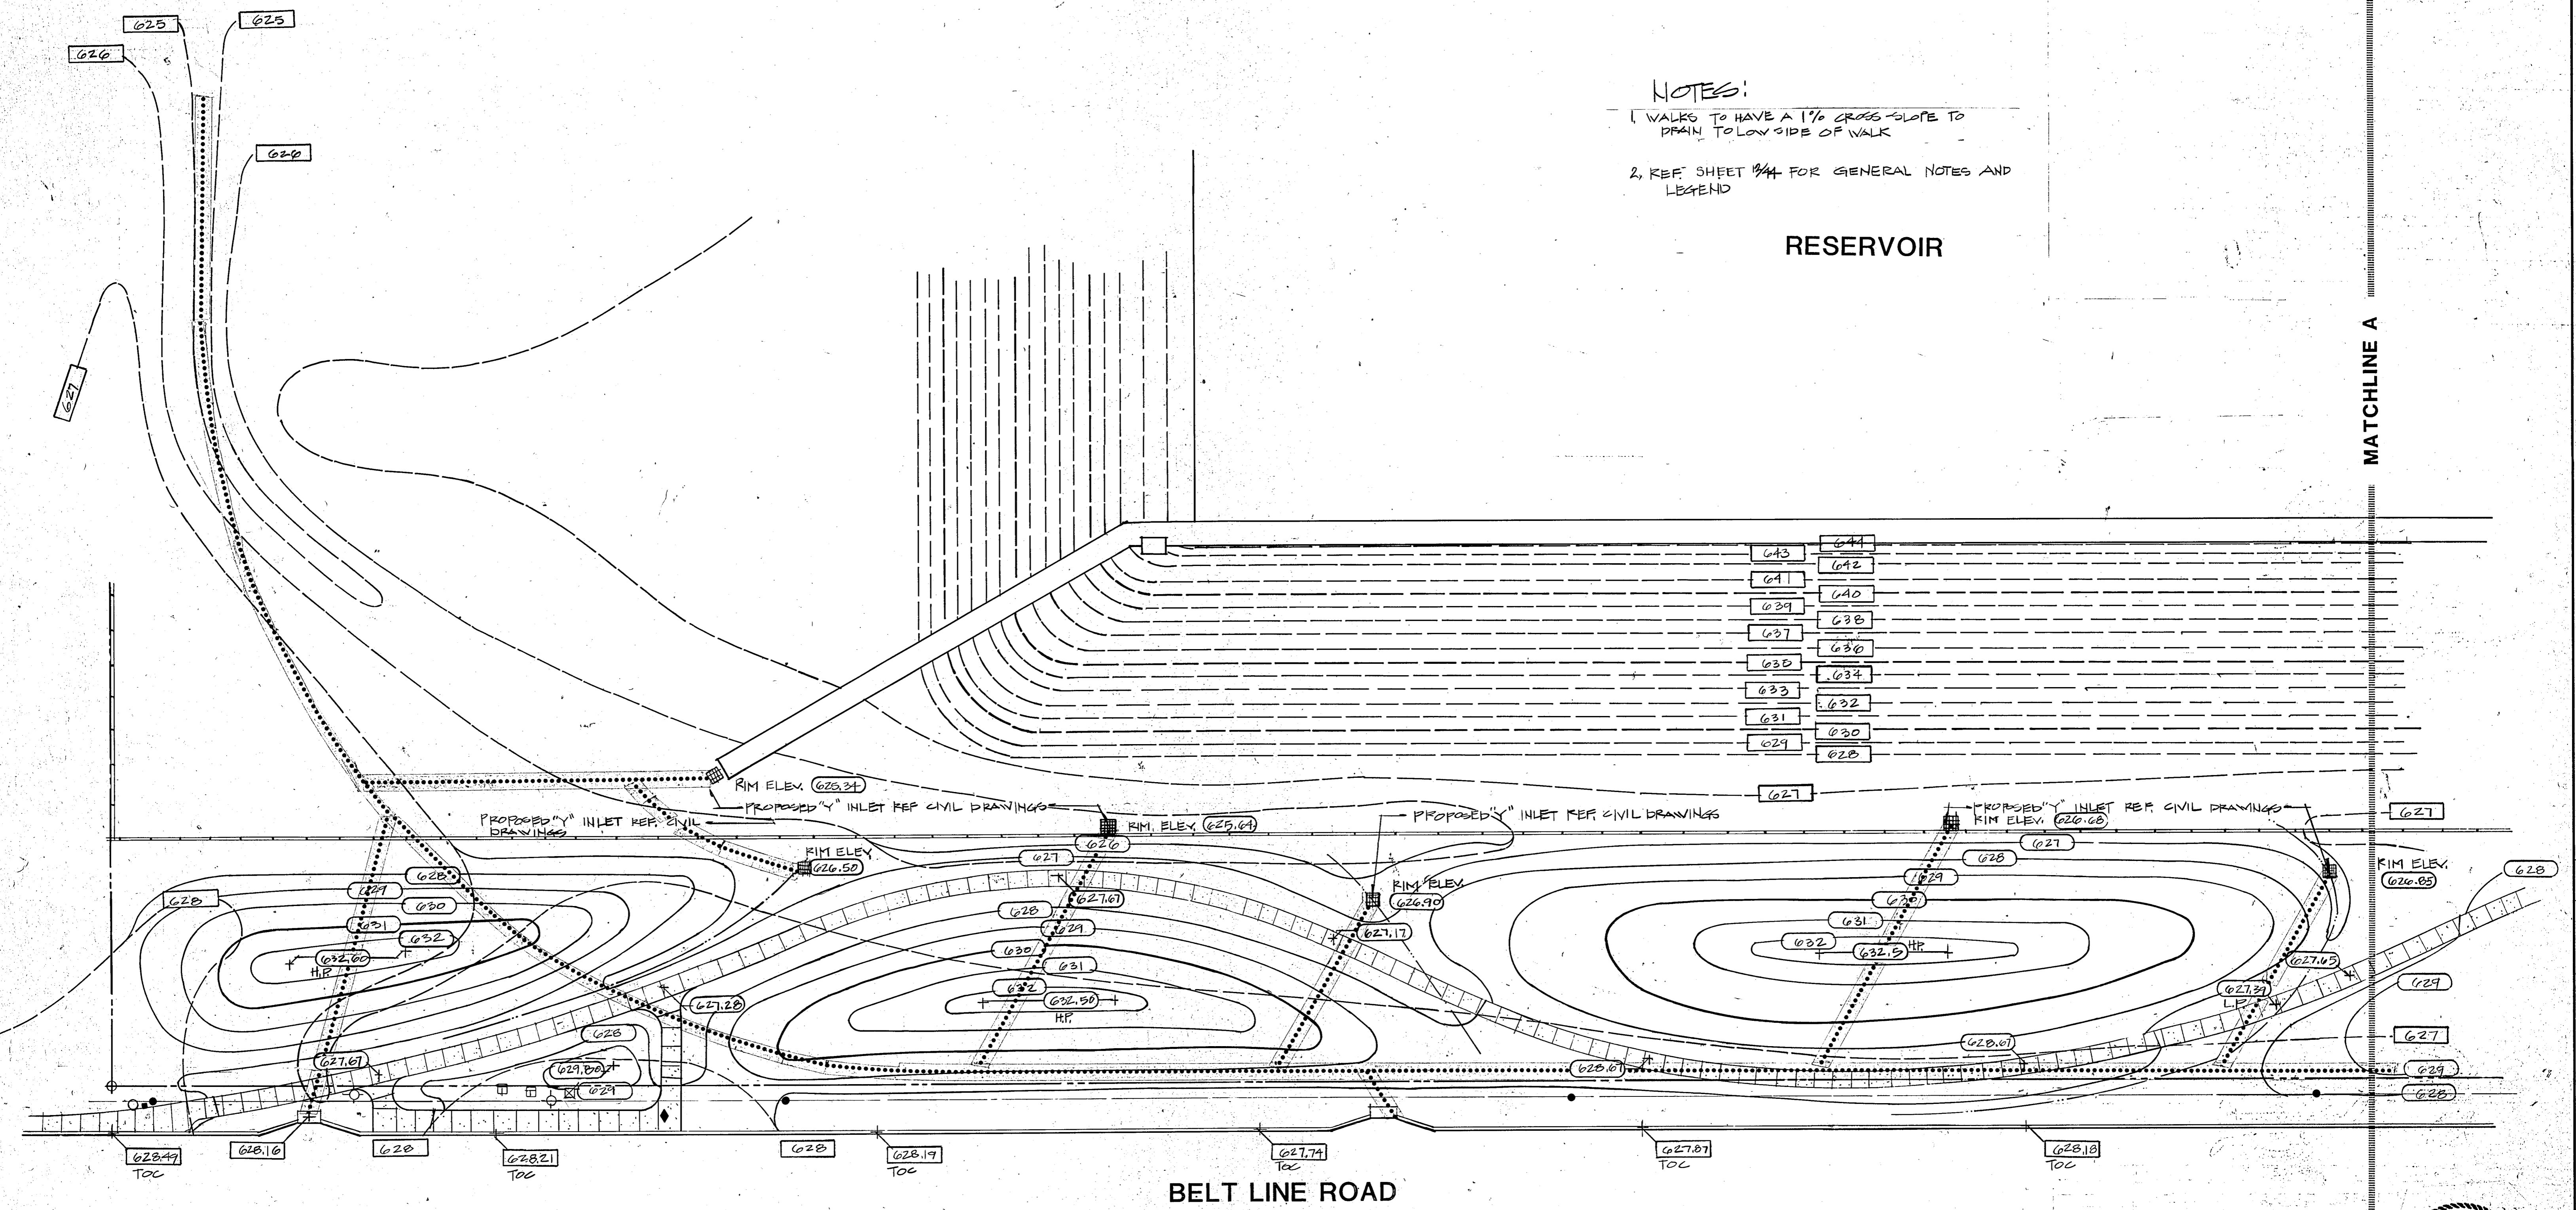 625
625
626
626
627
NOTES:
1. WALKS TO HAVE A 1% CROSS-SLOPE TO
DRAIN TO LOW SIDE OF WALK
2. REF. SHEET FOR GENERAL NOTES AND
LEGEND
RESERVOIR
MATCHLINE A
644
643
642
641
640
639
638
637
636
635
634
633
632
631
630
629
628
627
RIM ELEV. 625.34
PROPOSED "Y" INLET REF CIVIL DRAWINGS
PROPOSED "Y" INLET REF. CIVIL
DRAWINGS
RIM. ELEV. 625.64
PROPOSED "Y" INLET REF. CIVIL DRAWINGS
PROPOSED "Y" INLET REF. CIVIL DRAWINGS
RIM ELEV. 626.68
627
626
627
627
628
RIM ELEV.
626.50
RIM ELEV.
626.85
628
628
629
630
631
632
632.60
H.P.
628
627.67
628
629
630
631
632
632.50
H.P.
RIM ELEV.
626.90
627.17
629
630
631
632
632.5
H.P.
627.65
627.39
L.P.
629
627.28
628
627.67
629.80
629
628.67
628.67
627
629
628
628.49
TOC
628.16
628
628.21
TOC
628
628.19
TOC
627.74
TOC
627.87
TOC
628.18
TOC
BELT LINE ROAD